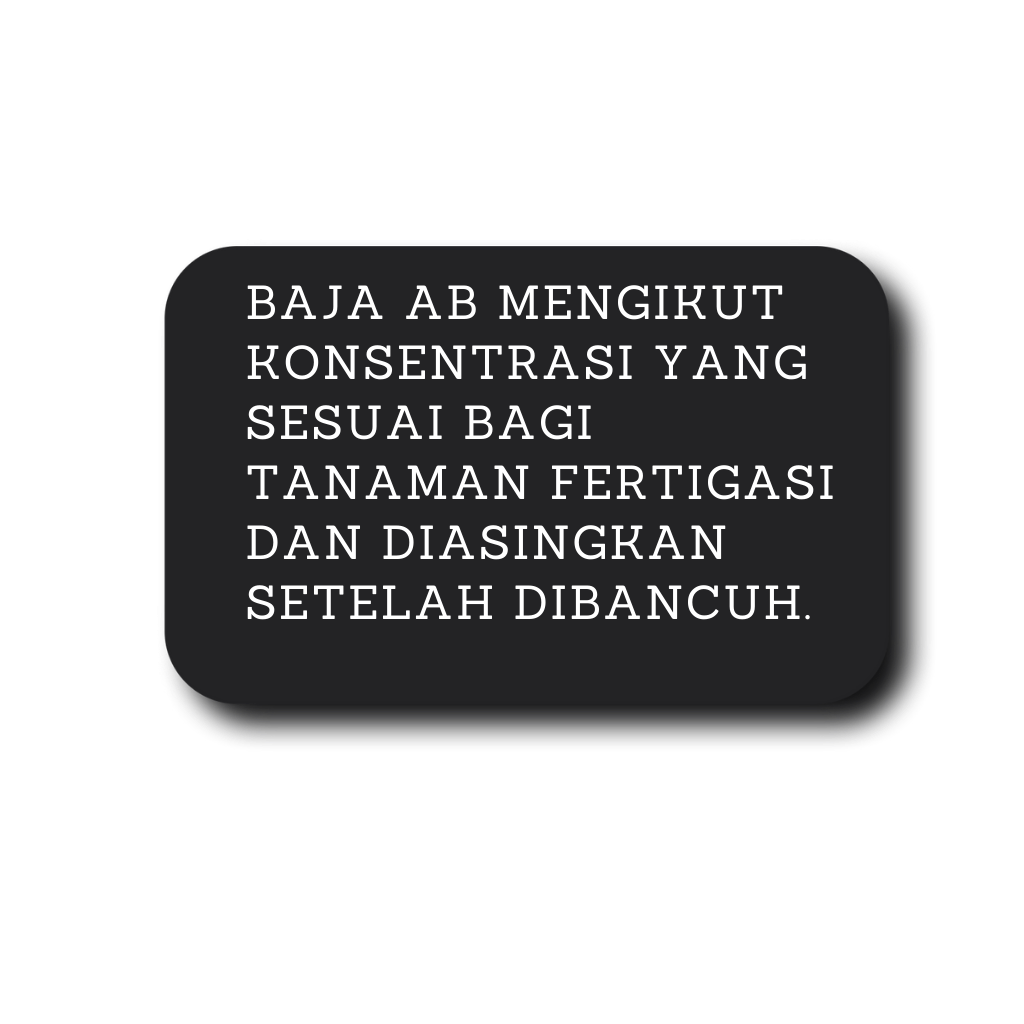 BAJA AB MENGIKUT
KONSENTRASI YANG
SESUAI BAGI
TANAMAN FERTIGASI
DAN DIASINGKAN
SETELAH DIBANCUH.